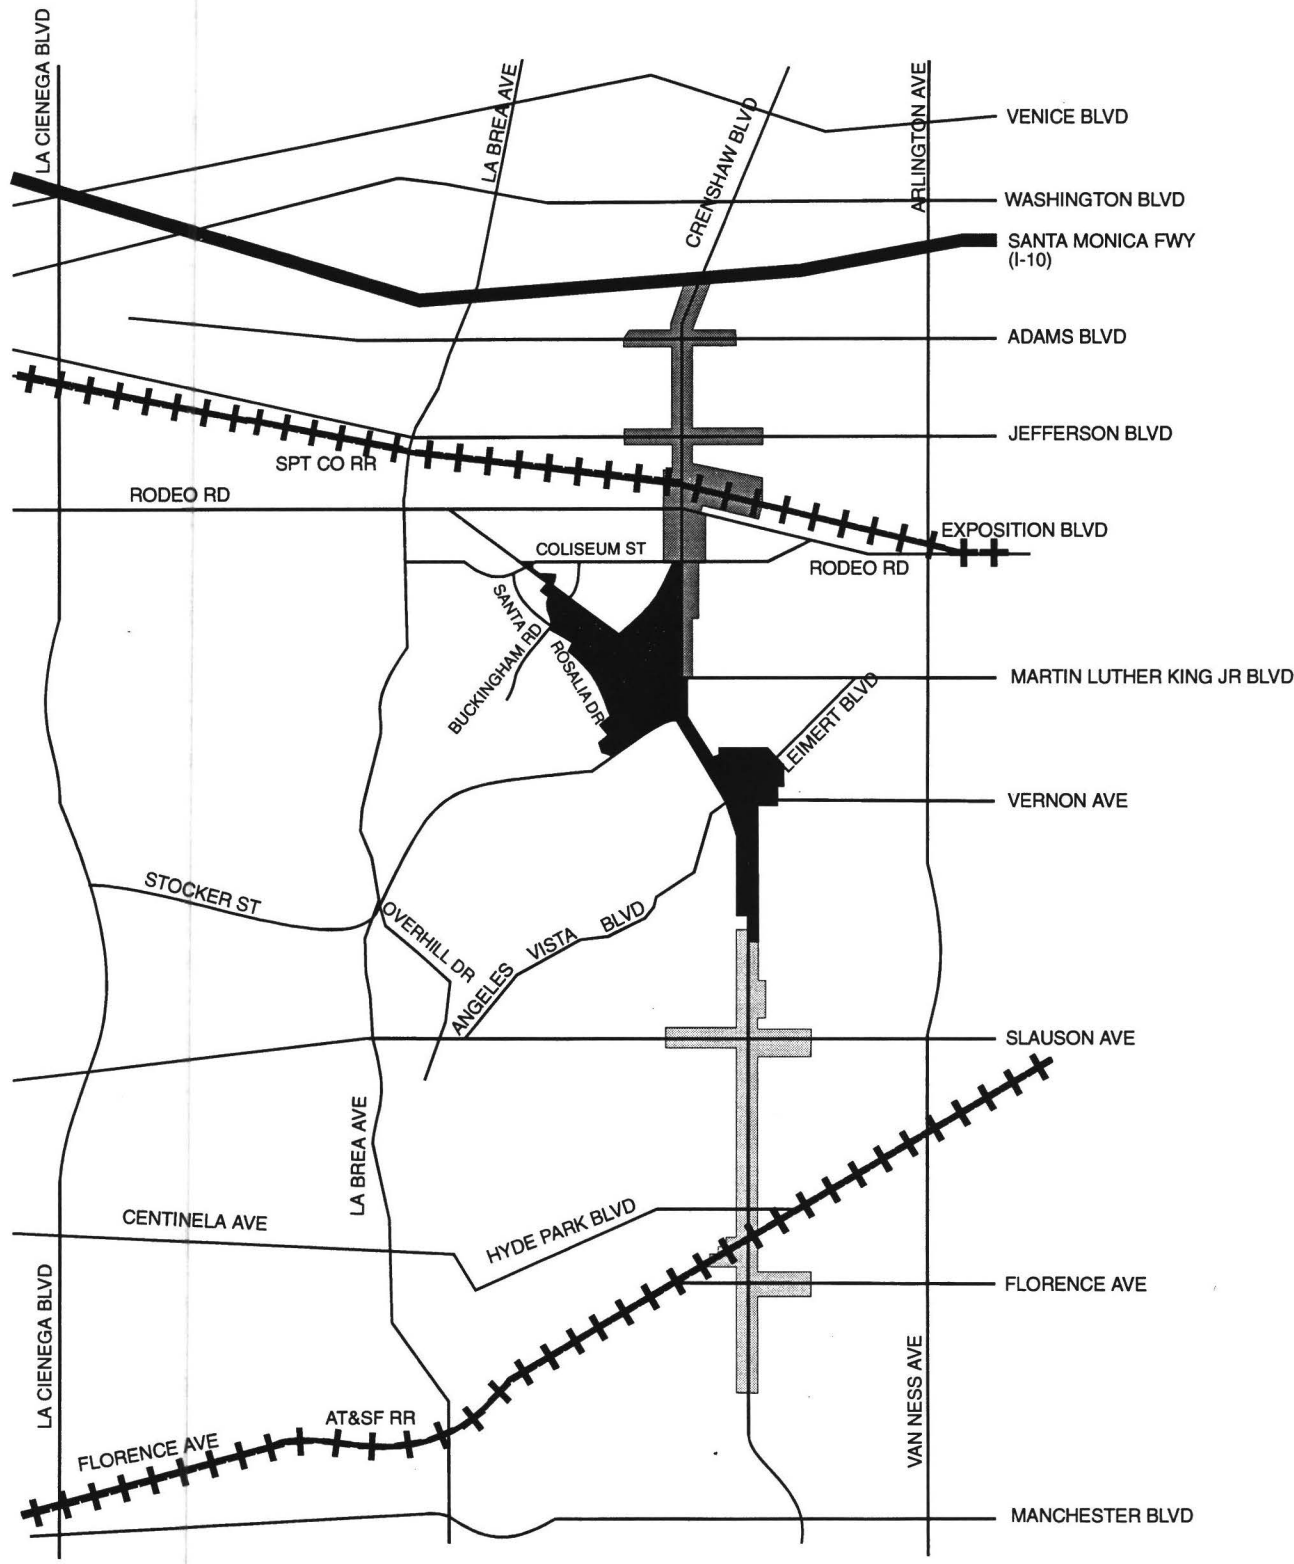 LA CIENEGA BLVD
LA BREA AVE
CRENSHAW BLVD
ARLINGTON AVE
VENICE BLVD
WASHINGTON BLVD
SANTA MONICA FWY
(I-10)
ADAMS BLVD
JEFFERSON BLVD
SPT CO RR
RODEO RD
EXPOSITION BLVD
COLISEUM ST
RODEO RD
SANTA
ROSALIA DR
BUCKINGHAM RD
MARTIN LUTHER KING JR BLVD
LEIMERT BLVD
VERNON AVE
STOCKER ST
OVERHILL DR
ANGELES VISTA BLVD
SLAUSON AVE
LA BREA AVE
CENTINELA AVE
HYDE PARK BLVD
LA CIENEGA BLVD
FLORENCE AVE
VAN NESS AVE
AT&SF RR
FLORENCE AVE
MANCHESTER BLVD